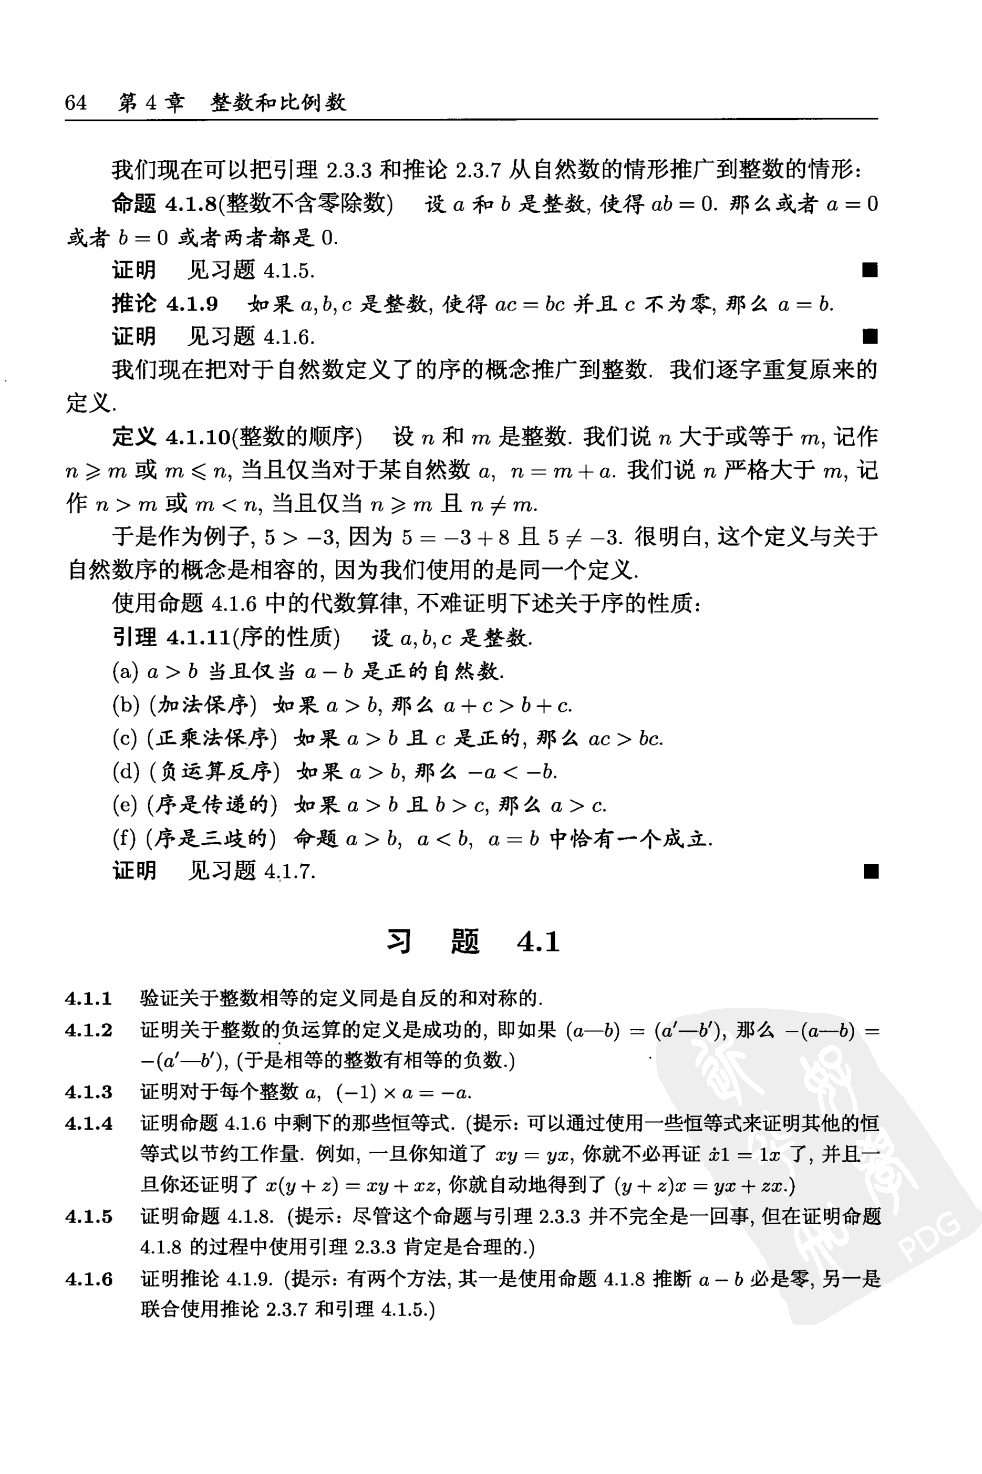 64 第 4 章 整数和比例数
我们现在可以把引理 2.3.3 和推论 2.3.7 从自然数的情形推广到整数的情形：
命题 4.1.8(整数不含零除数) 设 a 和 b 是整数, 使得 ab = 0. 那么或者 a = 0
或者 b = 0 或者两者都是 0.
证明 见习题 4.1.5. ■
推论 4.1.9 如果 a, b, c 是整数, 使得 ac = bc 并且 c 不为零, 那么 a = b.
证明 见习题 4.1.6. ■
我们现在把对于自然数定义了的序的概念推广到整数. 我们逐字重复原来的
定义.
定义 4.1.10(整数的顺序) 设 n 和 m 是整数. 我们说 n 大于或等于 m, 记作
n ⩾ m 或 m ⩽ n, 当且仅当对于某自然数 a, n = m + a. 我们说 n 严格大于 m, 记
作 n > m 或 m < n, 当且仅当 n ⩾ m 且 n ≠ m.
于是作为例子, 5 > −3, 因为 5 = −3 + 8 且 5 ≠ −3. 很明白, 这个定义与关于
自然数序的概念是相容的, 因为我们使用的是同一个定义.
使用命题 4.1.6 中的代数算律, 不难证明下述关于序的性质：
引理 4.1.11(序的性质) 设 a, b, c 是整数.
(a) a > b 当且仅当 a − b 是正的自然数.
(b) (加法保序) 如果 a > b, 那么 a + c > b + c.
(c) (正乘法保序) 如果 a > b 且 c 是正的, 那么 ac > bc.
(d) (负运算反序) 如果 a > b, 那么 −a < −b.
(e) (序是传递的) 如果 a > b 且 b > c, 那么 a > c.
(f) (序是三歧的) 命题 a > b, a < b, a = b 中恰有一个成立.
证明 见习题 4.1.7. ■
习 题 4.1
4.1.1 验证关于整数相等的定义同是自反的和对称的.
4.1.2 证明关于整数的负运算的定义是成功的, 即如果 (a—b) = (a′—b′), 那么 −(a—b) =
−(a′—b′), (于是相等的整数有相等的负数.)
4.1.3 证明对于每个整数 a, (−1) × a = −a.
4.1.4 证明命题 4.1.6 中剩下的那些恒等式. (提示：可以通过使用一些恒等式来证明其他的恒
等式以节约工作量. 例如, 一旦你知道了 xy = yx, 你就不必再证 x1 = 1x 了, 并且一
旦你还证明了 x(y + z) = xy + xz, 你就自动地得到了 (y + z)x = yx + zx.)
4.1.5 证明命题 4.1.8. (提示：尽管这个命题与引理 2.3.3 并不完全是一回事, 但在证明命题
4.1.8 的过程中使用引理 2.3.3 肯定是合理的.)
4.1.6 证明推论 4.1.9. (提示：有两个方法, 其一是使用命题 4.1.8 推断 a − b 必是零, 另一是
联合使用推论 2.3.7 和引理 4.1.5.)
PDG